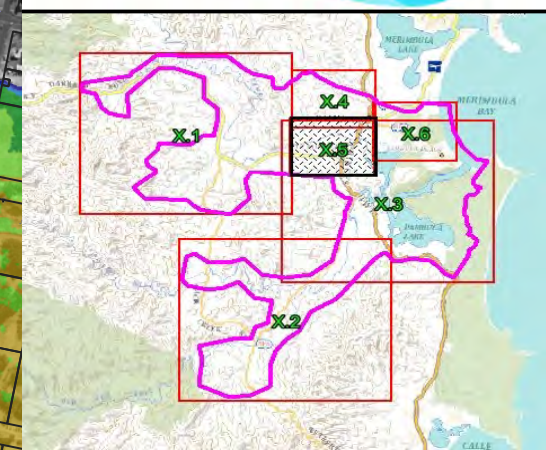 MERIMBULA
LAKE
MERIMBULA
BAY
X.4
X.6
X.1
X.5
X.3
PAMBULA
LAKE
X.2
CALLE